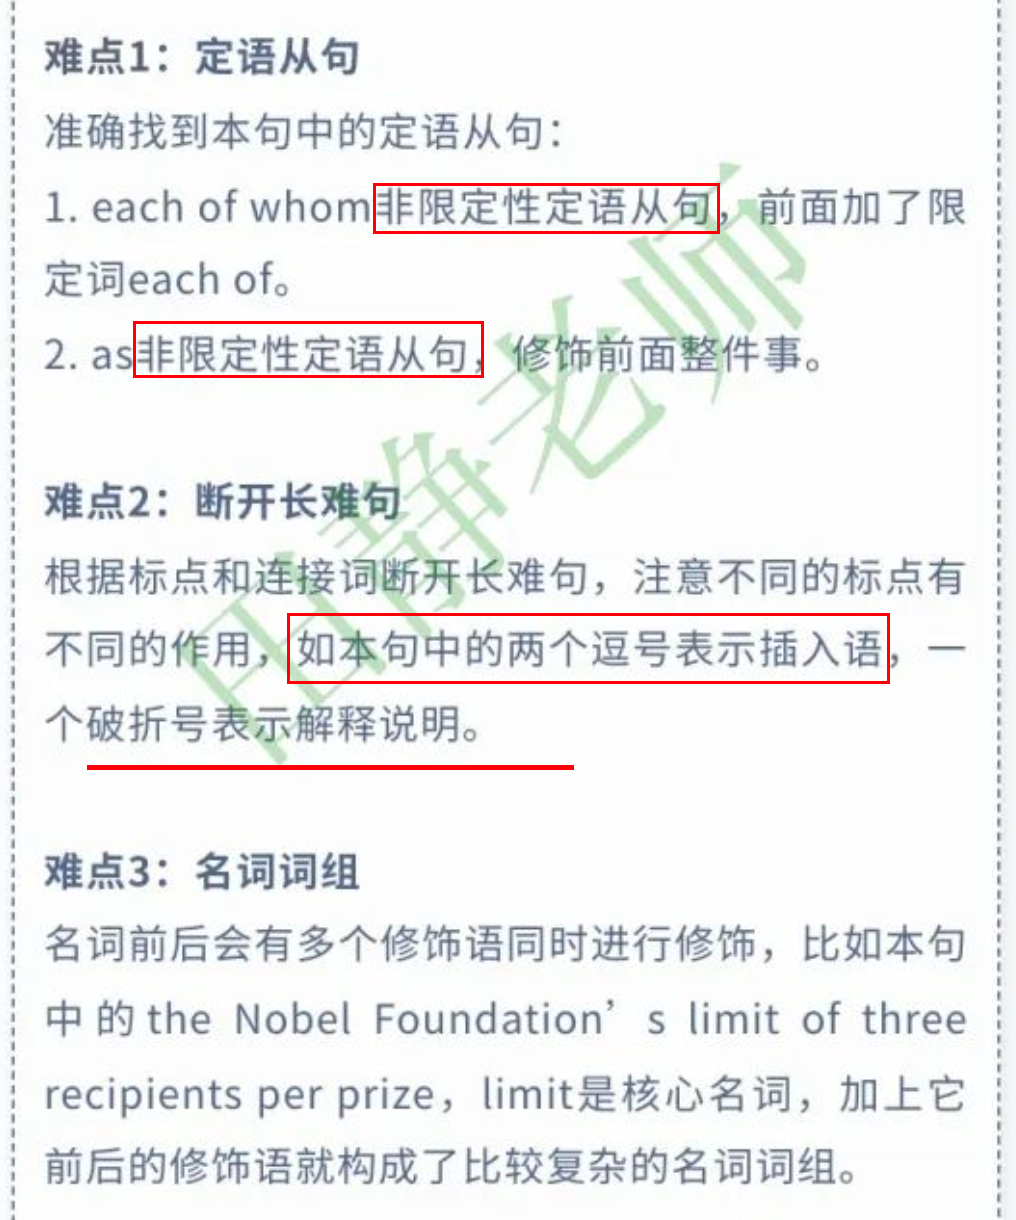 难点1：定语从句
准确找到本句中的定语从句：
1. each of whom非限定性定语从句，前面加了限
定词each of。
2. as非限定性定语从句，修饰前面整件事。
难点2：断开长难句
根据标点和连接词断开长难句，注意不同的标点有
不同的作用，如本句中的两个逗号表示插入语，一
个破折号表示解释说明。
难点3：名词词组
名词前后会有多个修饰语同时进行修饰，比如本句
中的the Nobel Foundation’s limit of three
recipients per prize，limit是核心名词，加上它
前后的修饰语就构成了比较复杂的名词词组。
田静老师